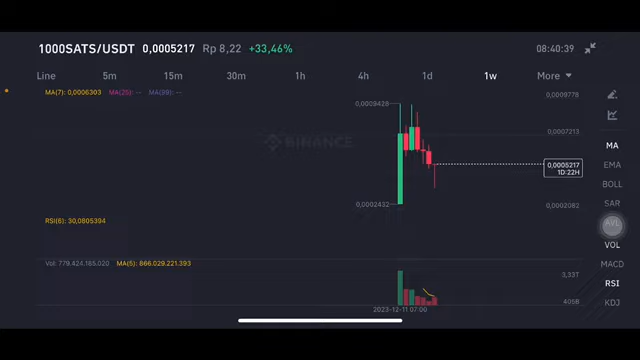 1000SATS/USDT 0,0005217 Rp 8,22 +33,46% 08:40:39
Line 5m 15m 30m 1h 4h 1d 1w More
MA(7): 0,0006303 MA(25): -- MA(99): --
0,0009778
0,0009428
0,0007213
BINANCE
MA
0,0005217
1D:22H
EMA
BOLL
0,0002432
0,0002082
SAR
RSI(6): 30,0805394
AVL
VOL
Vol: 779.424.185.020 MA(5): 866.029.221.393
MACD
3,33T
RSI
409B
KDJ
2023-12-11 07:00